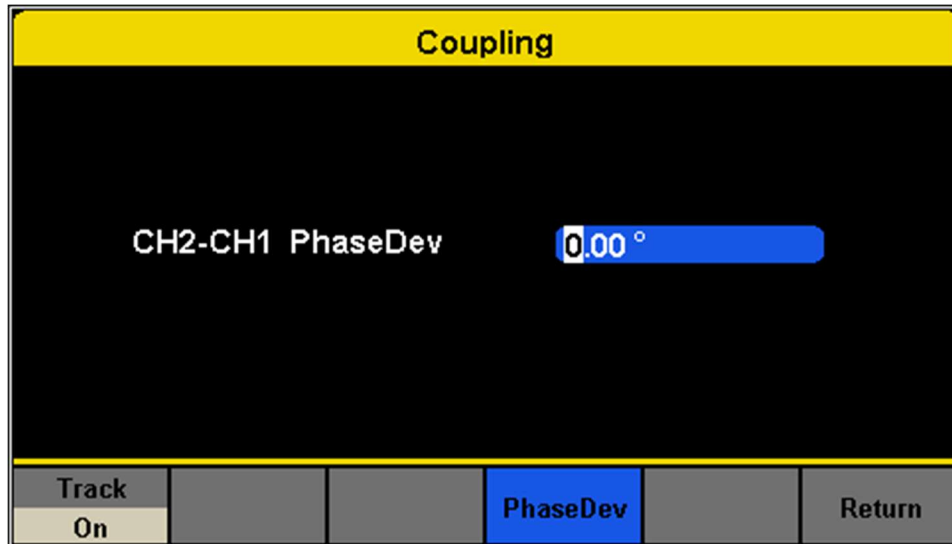 Coupling
CH2-CH1 PhaseDev 0.00 °
Track
On
PhaseDev
Return